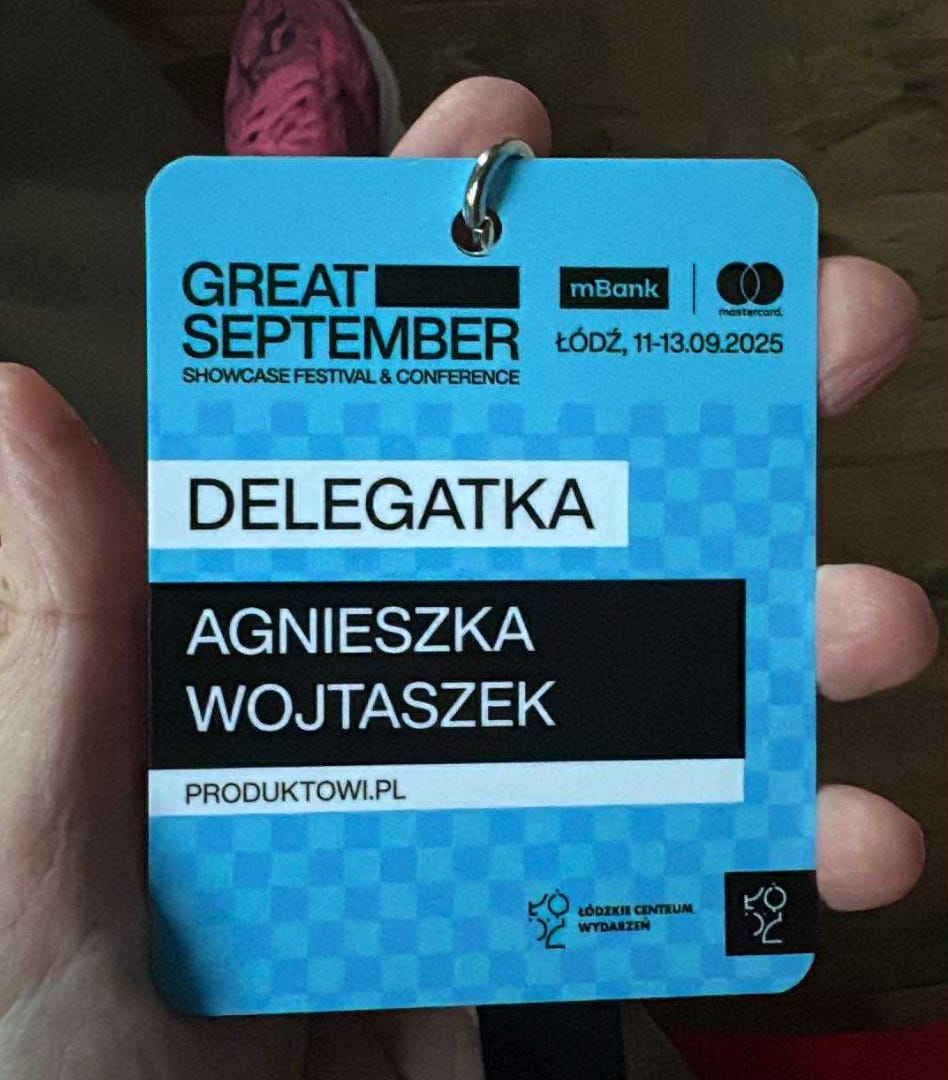 GREAT
SEPTEMBER
SHOWCASE FESTIVAL & CONFERENCE
mBank
mastercard.
ŁÓDŹ, 11-13.09.2025
DELEGATKA
AGNIESZKA
WOJTASZEK
PRODUKTOWI.PL
ŁÓDZKIE CENTRUM
WYDARZEŃ